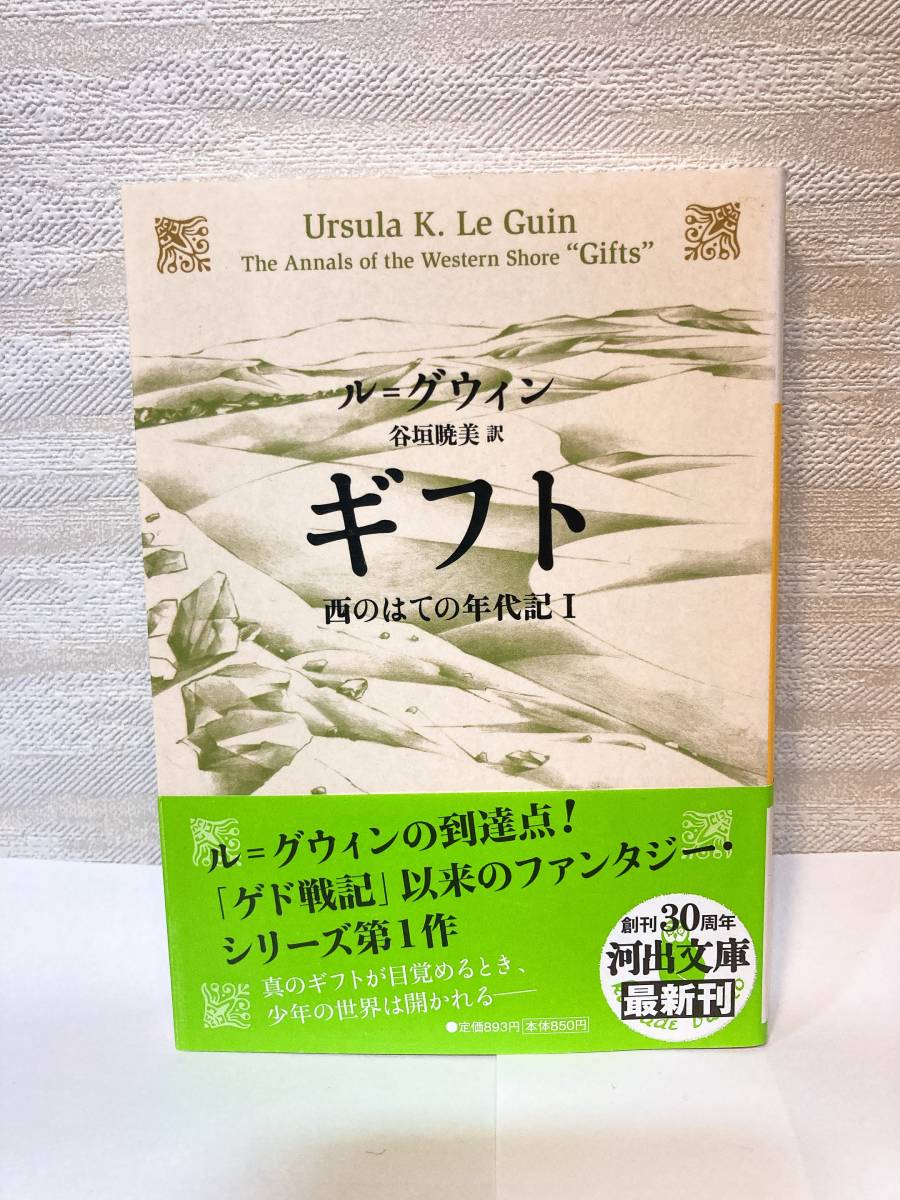 Ursula K. Le Guin
The Annals of the Western Shore “Gifts”
ル=グウィン
谷垣暁美 訳
ギフト
西のはての年代記Ⅰ
ル=グウィンの到達点!
「ゲド戦記」以来のファンタジー・
シリーズ第1作
真のギフトが目覚めるとき、
少年の世界は開かれる——
●定価893円 本体850円
創刊30周年
河出文庫
最新刊